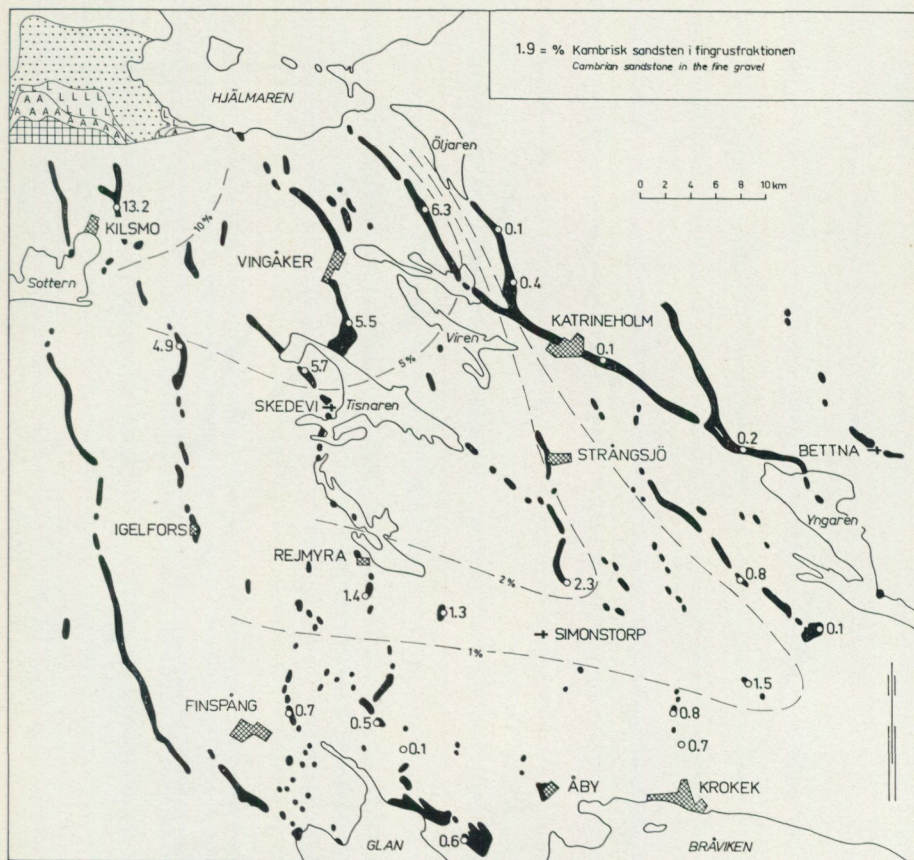 1.9 = % Kambrisk sandsten i fingrusfraktionen
Cambrian sandstone in the fine gravel
HJÄLMAREN
L L L L L
A A L L L L
A A A A A L L
A A A
L
A
Öljaren
0 2 4 6 8 10 km
13.2
KILSMO
10 %
6.3
0.1
Sottern
VINGÅKER
0.4
5.5
Viren
KATRINEHOLM
4.9
5 %
0.1
5.7
SKEDEVI
Tisnaren
0.2
BETTNA
STRÅNGSJÖ
Yngaren
IGELFORS
REJMYRA
2 %
2.3
0.8
1.4
1.3
0.1
SIMONSTORP
1 %
1.5
FINSPÅNG
0.7
0.5
0.8
0.1
0.7
ÅBY
KROKEK
0.6
GLAN
BRÅVIKEN